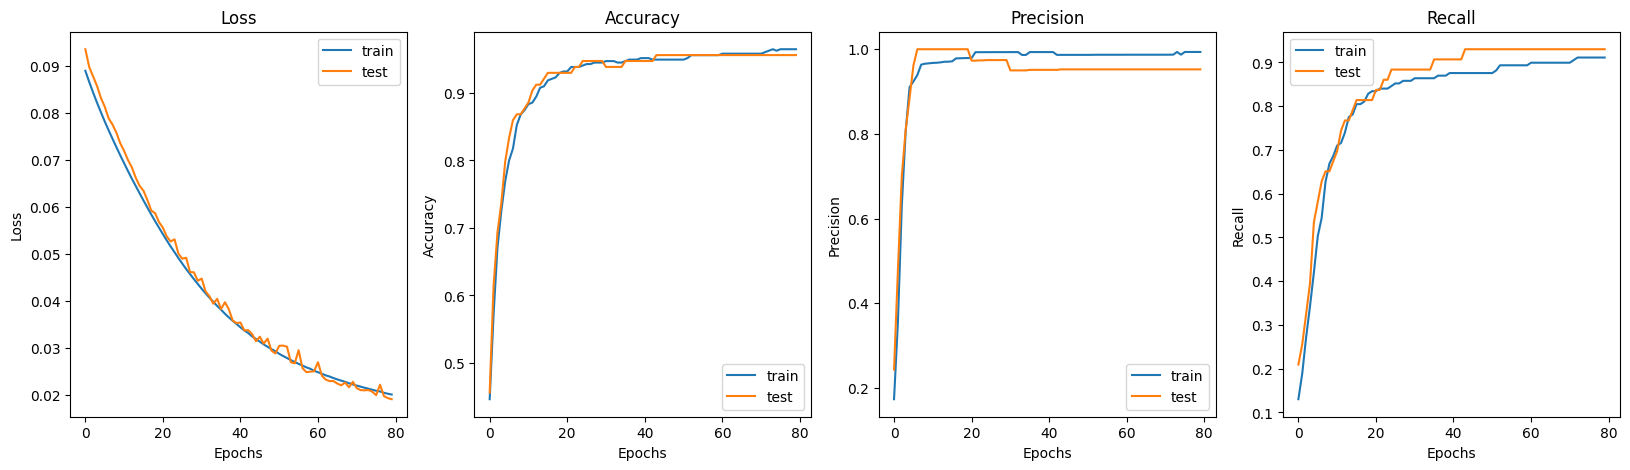 Loss
train
test
0.09
0.08
0.07
0.06
0.05
0.04
0.03
0.02
Loss
0 20 40 60 80
Epochs
Accuracy
0.9
0.8
0.7
0.6
0.5
Accuracy
train
test
0 20 40 60 80
Epochs
Precision
1.0
0.8
0.6
0.4
0.2
Precision
train
test
0 20 40 60 80
Epochs
Recall
train
test
0.9
0.8
0.7
0.6
0.5
0.4
0.3
0.2
0.1
Recall
0 20 40 60 80
Epochs